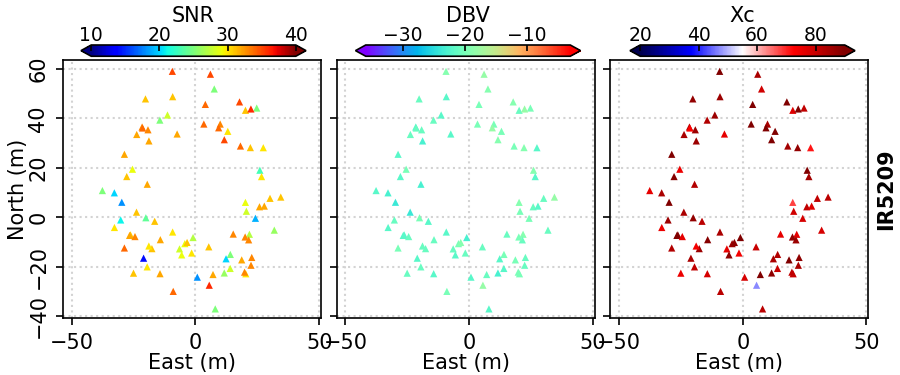 SNR DBV Xc
10 20 30 40 −30 −20 −10 20 40 60 80
North (m)
60
40
20
0
−20
−40
−50 0 50 −50 0 50 −50 0 50
East (m) East (m) East (m)
IR5209